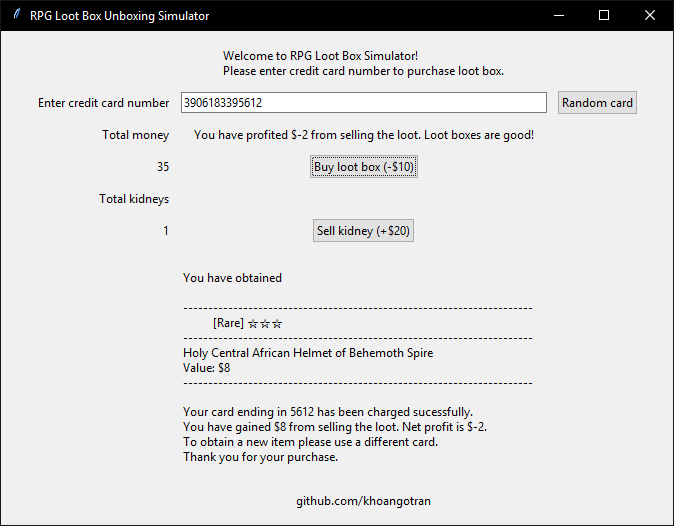 RPG Loot Box Unboxing Simulator
Welcome to RPG Loot Box Simulator!
Please enter credit card number to purchase loot box.
Enter credit card number 3906183395612 Random card
Total money You have profited $-2 from selling the loot. Loot boxes are good!
35 Buy loot box (-$10)
Total kidneys
1 Sell kidney (+$20)
You have obtained
----------------------------------------------------------------------
[Rare] ☆☆☆
----------------------------------------------------------------------
Holy Central African Helmet of Behemoth Spire
Value: $8
----------------------------------------------------------------------
Your card ending in 5612 has been charged sucessfully.
You have gained $8 from selling the loot. Net profit is $-2.
To obtain a new item please use a different card.
Thank you for your purchase.
github.com/khoangotran